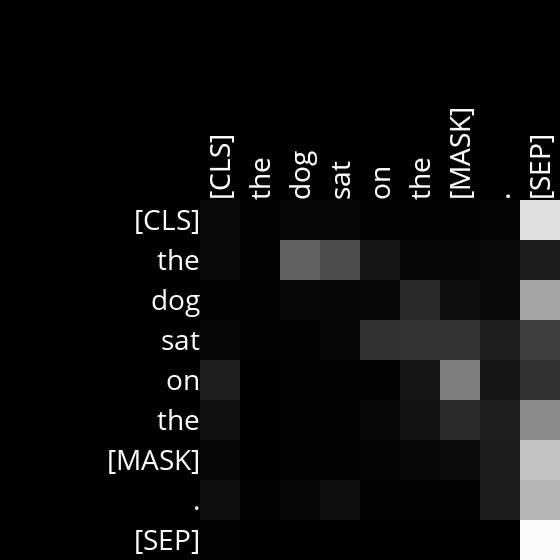 [CLS] the dog sat on the [MASK] . [SEP]
[CLS]
the
dog
sat
on
the
[MASK]
.
[SEP]